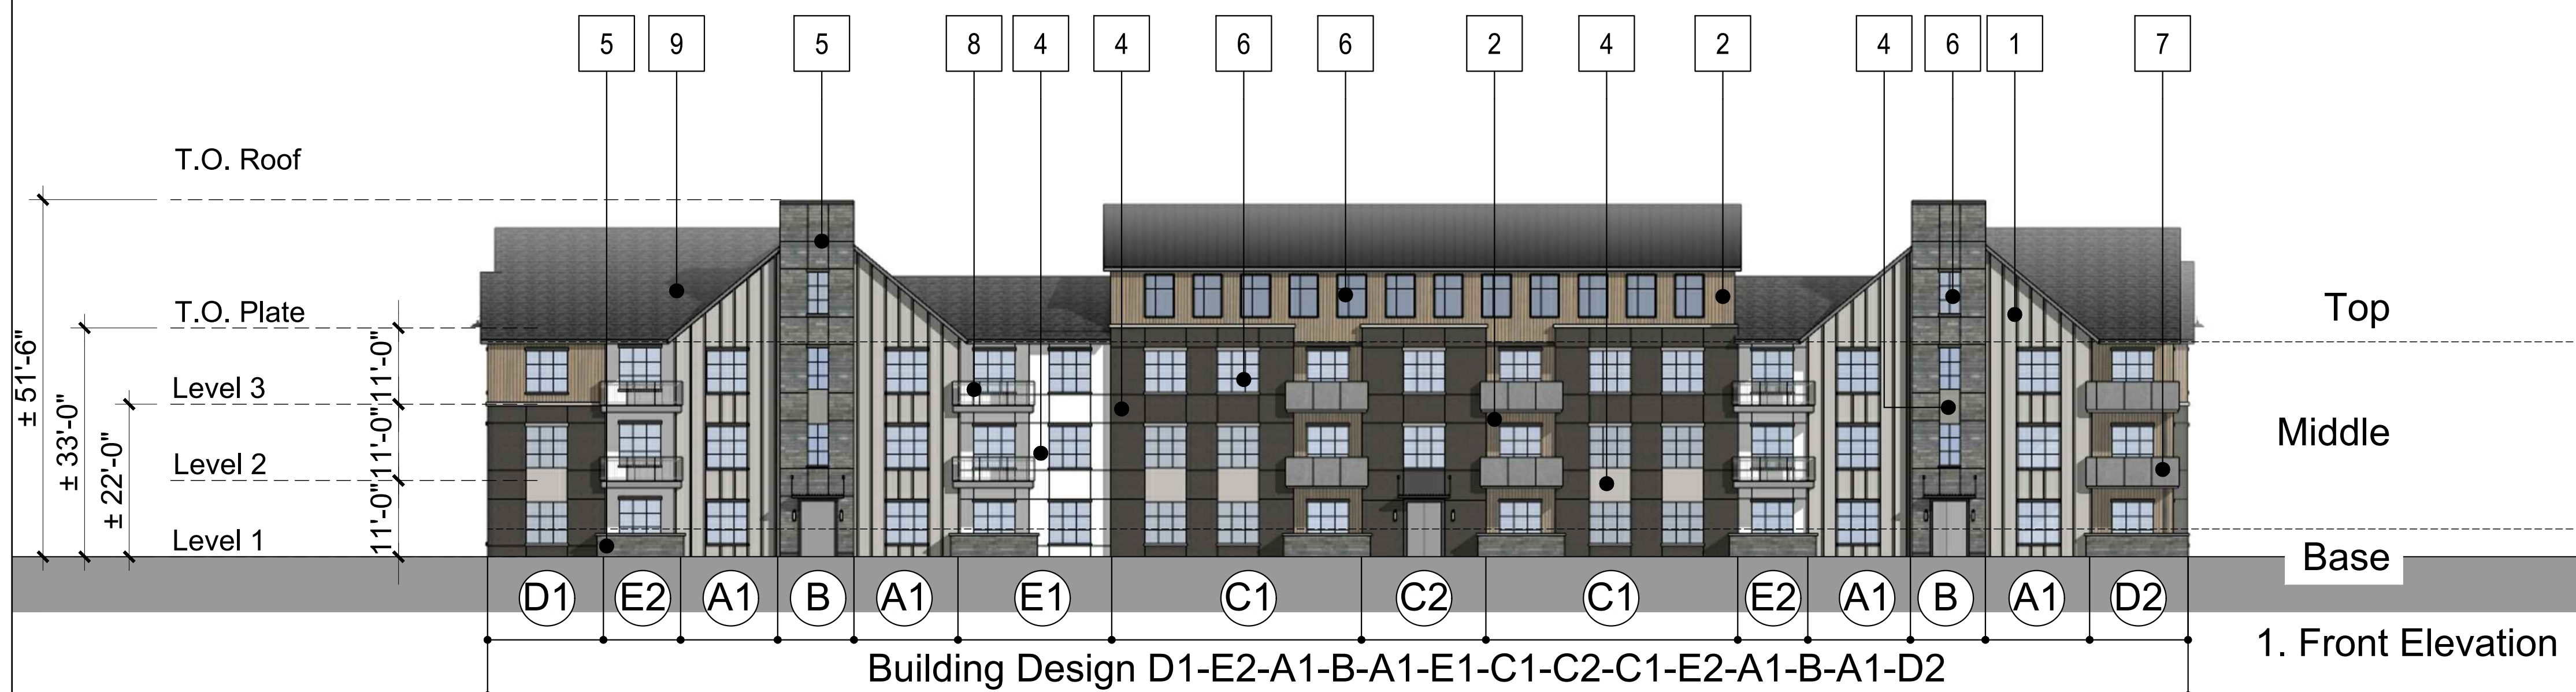 5 9 5 8 4 4 6 6 2 4 2 4 6 1 7
T.O. Roof
T.O. Plate
Level 3
Level 2
Level 1
± 51'-6"
± 33'-0"
± 22'-0"
11'-0"
11'-0"
11'-0"
Top
Middle
Base
D1 E2 A1 B A1 E1 C1 C2 C1 E2 A1 B A1 D2
1. Front Elevation
Building Design D1-E2-A1-B-A1-E1-C1-C2-C1-E2-A1-B-A1-D2